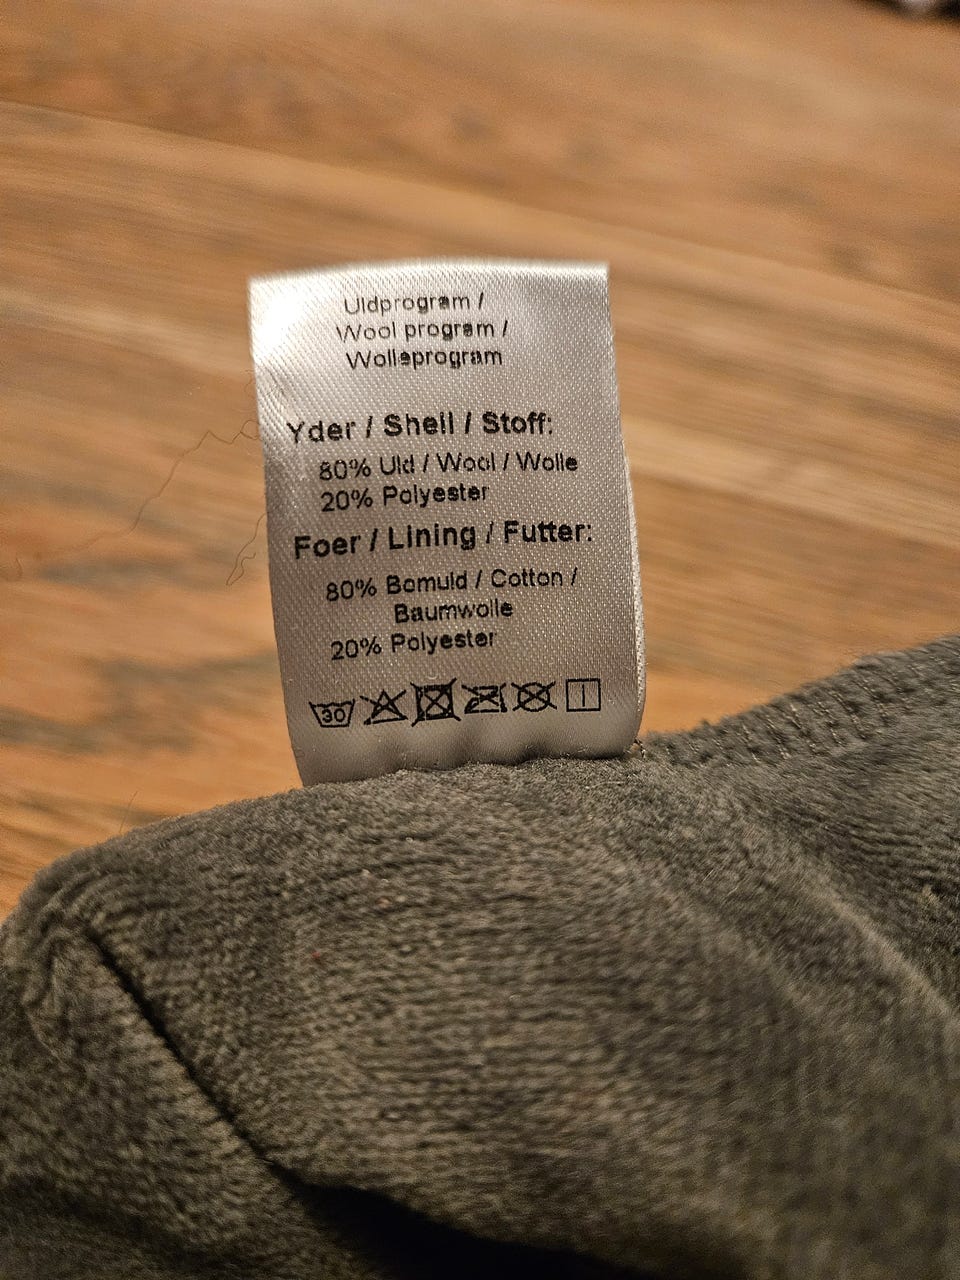 Uldprogram /
Wool program /
Wolleprogram
Yder / Shell / Stoff:
80% Uld / Wool / Wolle
20% Polyester
Foer / Lining / Futter:
80% Bomuld / Cotton /
Baumwolle
20% Polyester
30